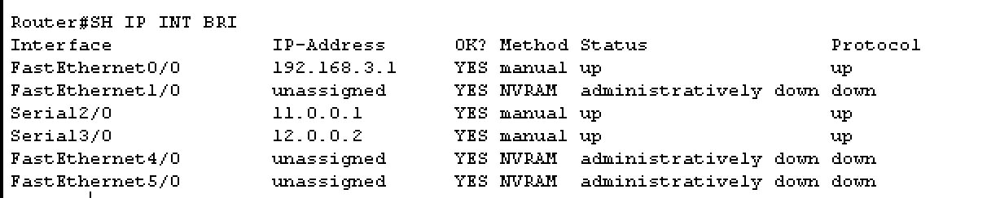 Router#SH IP INT BRI
Interface IP-Address OK? Method Status Protocol
FastEthernet0/0 192.168.3.1 YES manual up up
FastEthernet1/0 unassigned YES NVRAM administratively down down
Serial2/0 11.0.0.1 YES manual up up
Serial3/0 12.0.0.2 YES manual up up
FastEthernet4/0 unassigned YES NVRAM administratively down down
FastEthernet5/0 unassigned YES NVRAM administratively down down